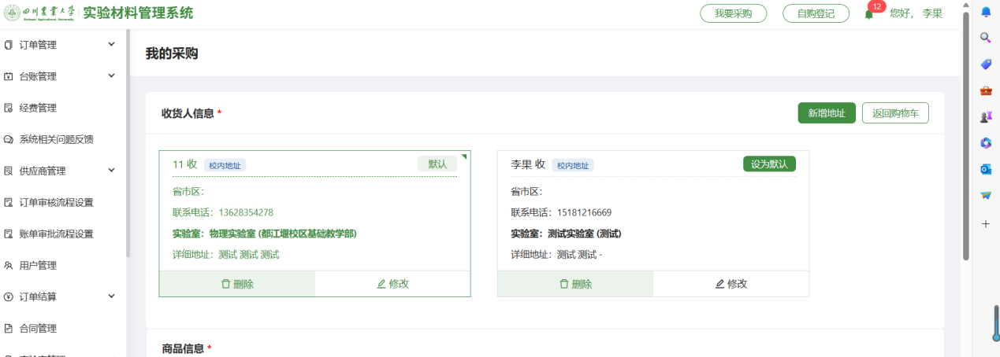 四川农业大学 实验材料管理系统
Sichuan Agricultural University
我要采购
自购登记
12
您好， 李果
订单管理
台账管理
经费管理
系统相关问题反馈
供应商管理
订单审核流程设置
账单审批流程设置
用户管理
订单结算
合同管理
我的采购
收货人信息 *
新增地址
返回购物车
11 收 校内地址 默认
省市区：
联系电话： 13628354278
实验室： 物理实验室 (都江堰校区基础教学部)
详细地址： 测试 测试 测试
删除 修改
李果 收 校内地址 设为默认
省市区：
联系电话： 15181216669
实验室： 测试实验室 (测试)
详细地址： 测试 测试 -
删除 修改
商品信息 *